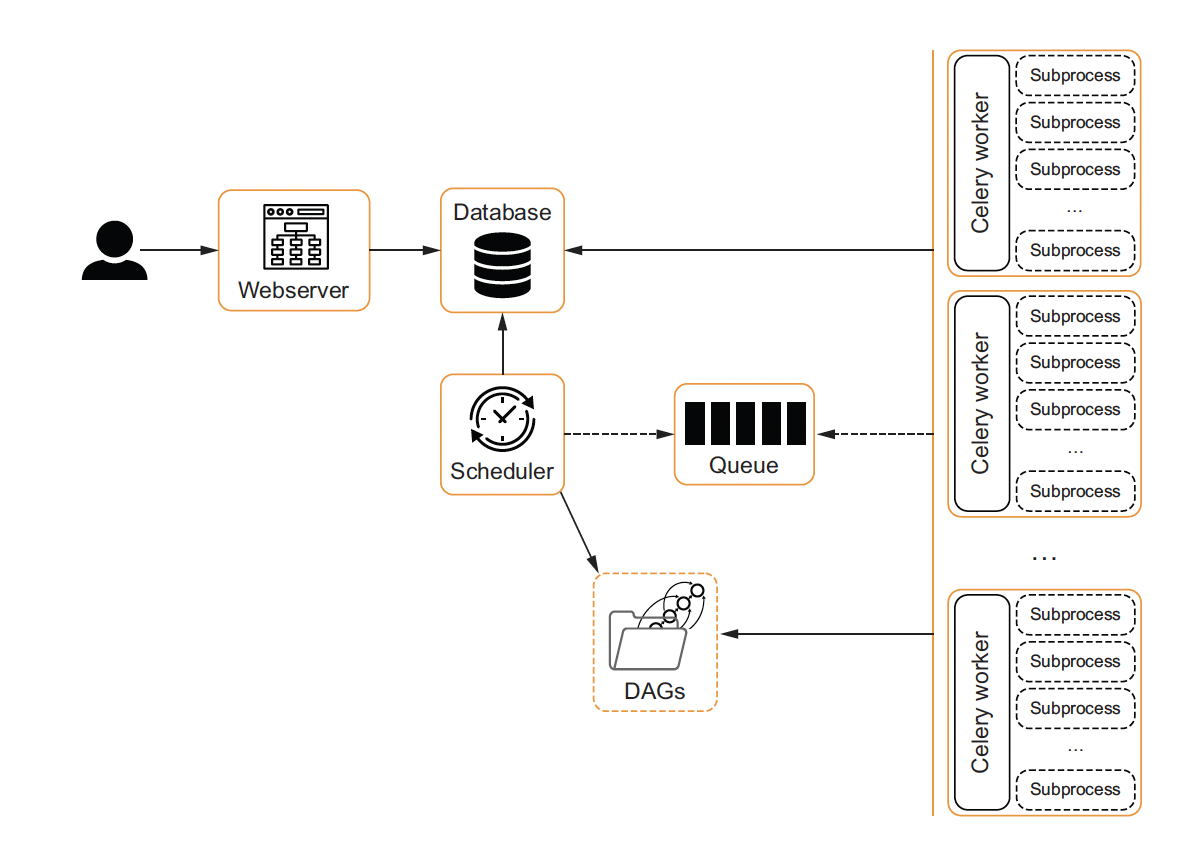 Webserver
Database
Scheduler
Queue
DAGs
Celery worker
Subprocess
Subprocess
Subprocess
...
Subprocess
Celery worker
Subprocess
Subprocess
Subprocess
...
Subprocess
...
Celery worker
Subprocess
Subprocess
Subprocess
...
Subprocess